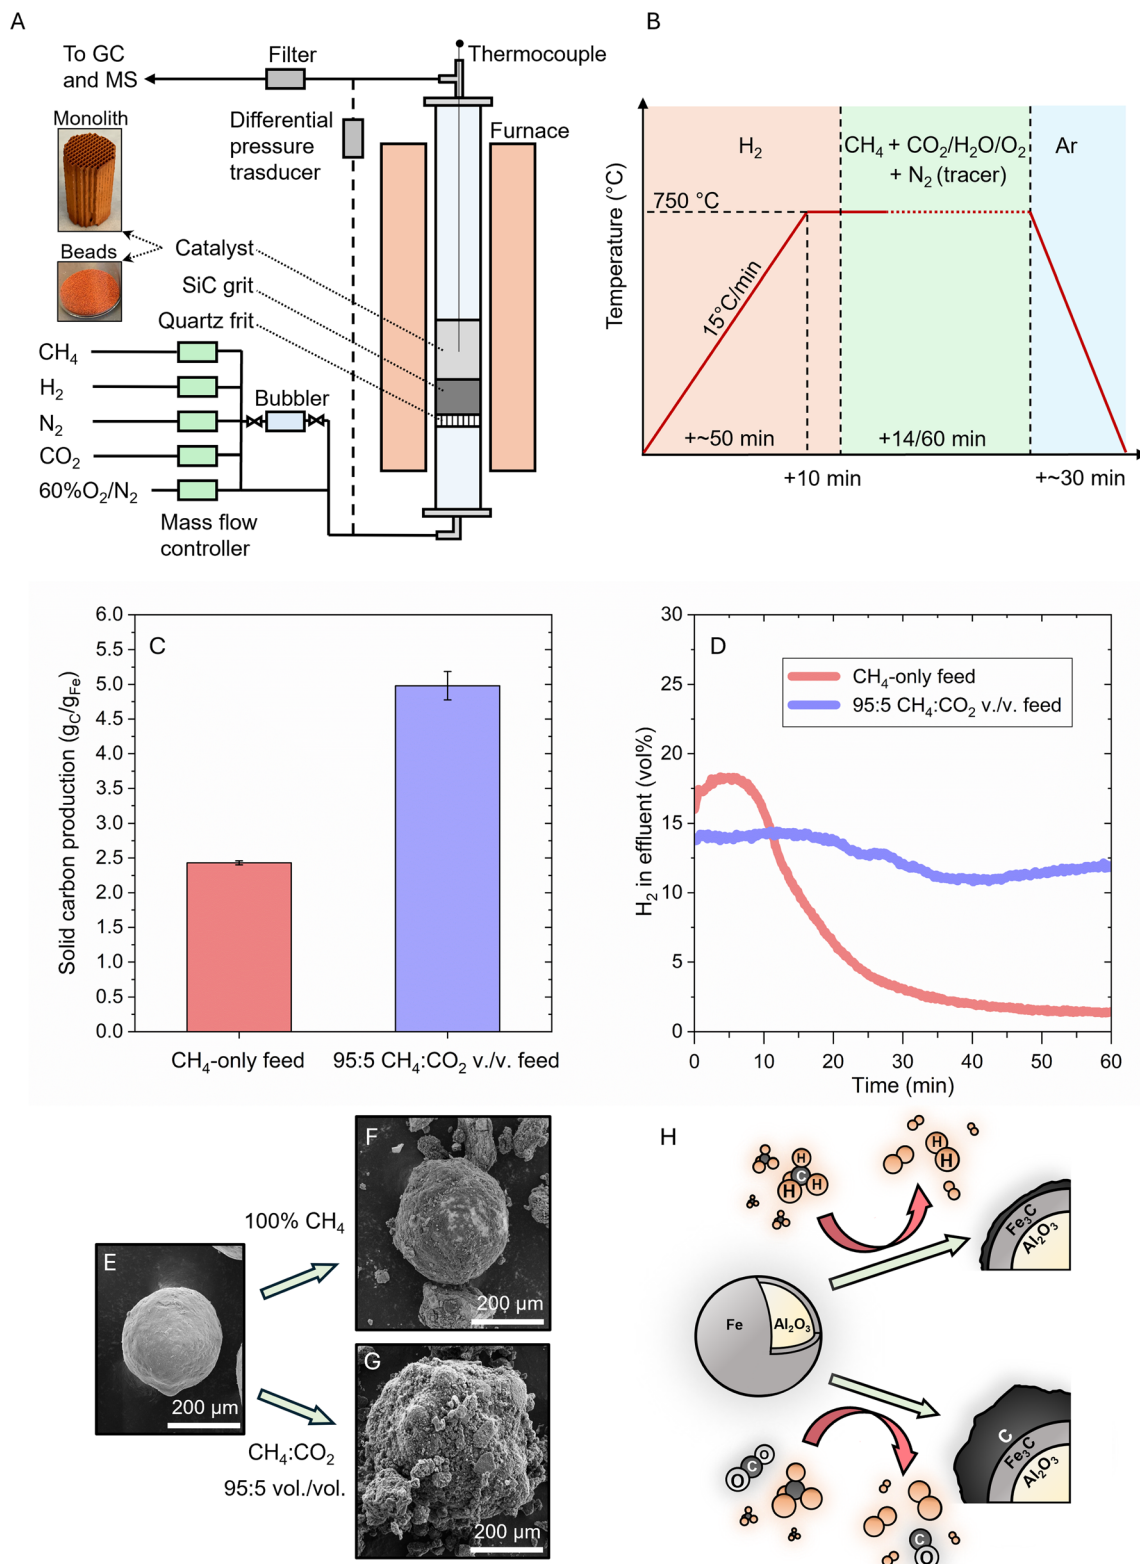 A
To GC
and MS
Filter
Thermocouple
Monolith
Differential
pressure
trasducer
Furnace
Beads
Catalyst
SiC grit
Quartz frit
CH₄
H₂
N₂
CO₂
60%O₂/N₂
Bubbler
Mass flow
controller
B
Temperature (°C)
H₂
CH₄ + CO₂/H₂O/O₂
+ N₂ (tracer)
Ar
750 °C
15°C/min
+~50 min
+14/60 min
+10 min
+~30 min
C
Solid carbon production (g_C/g_Fe)
6.0
5.5
5.0
4.5
4.0
3.5
3.0
2.5
2.0
1.5
1.0
0.5
0.0
CH₄-only feed
95:5 CH₄:CO₂ v./v. feed
D
H₂ in effluent (vol%)
30
25
20
15
10
5
0
CH₄-only feed
95:5 CH₄:CO₂ v./v. feed
0 10 20 30 40 50 60
Time (min)
E
200 µm
100% CH₄
CH₄:CO₂
95:5 vol./vol.
F
200 µm
G
200 µm
H
H
H
C
H
H
H
Fe
Al₂O₃
Fe₃C
Al₂O₃
O
C
O
C
Fe₃C
Al₂O₃
C
O